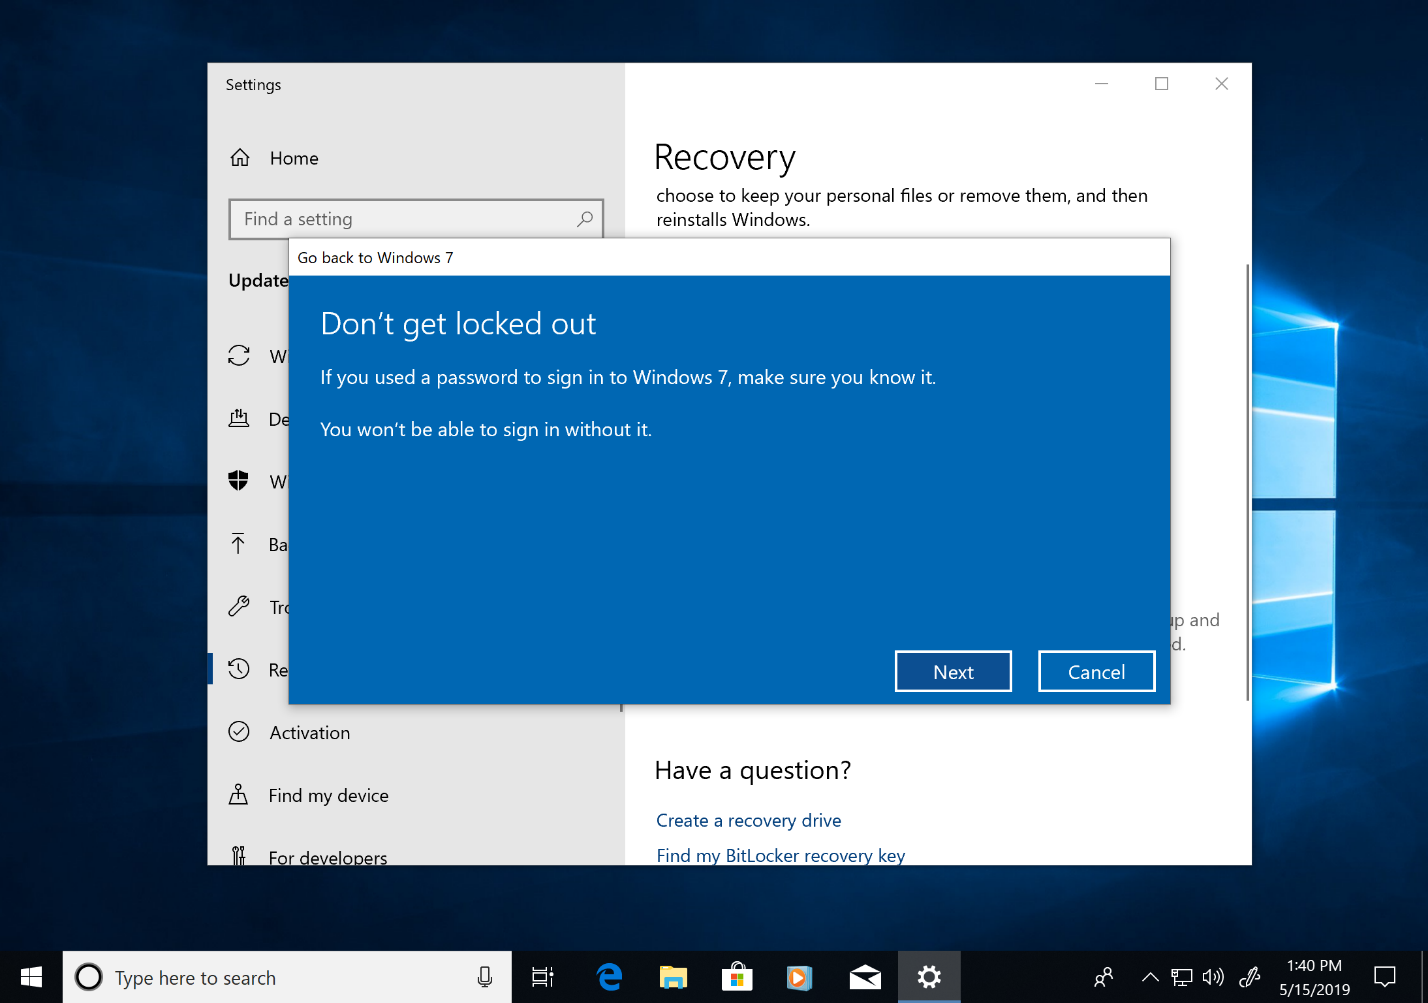 Settings
Home
Find a setting
Update
Recovery
choose to keep your personal files or remove them, and then
reinstalls Windows.
Go back to Windows 7
Don't get locked out
If you used a password to sign in to Windows 7, make sure you know it.
You won't be able to sign in without it.
Next
Cancel
W
De
Wi
Ba
Tro
Re
Activation
Find my device
For developers
up and
d.
Have a question?
Create a recovery drive
Find my BitLocker recovery key
Type here to search
1:40 PM
5/15/2019